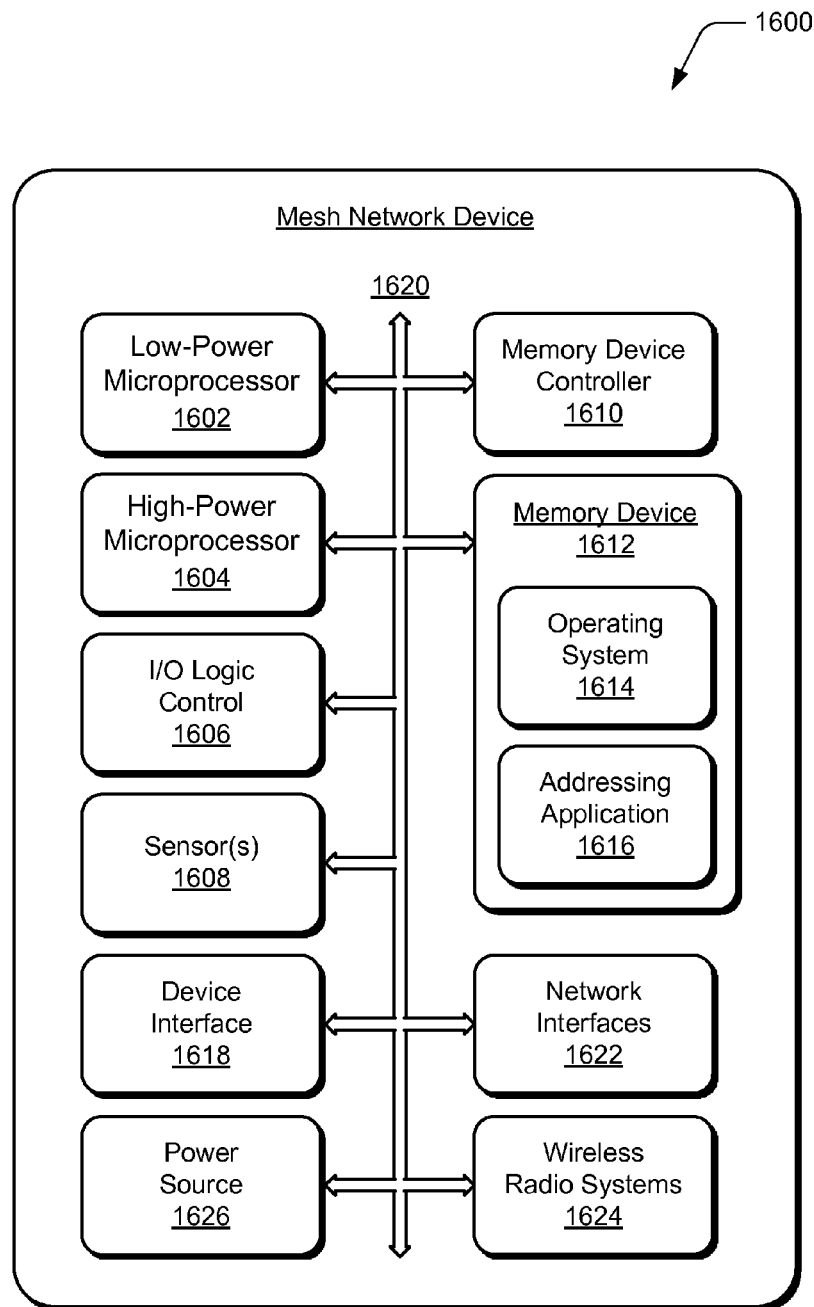 1600
Mesh Network Device
1620
Low-Power
Microprocessor
1602
Memory Device
Controller
1610
High-Power
Microprocessor
1604
Memory Device
1612
Operating
System
1614
I/O Logic
Control
1606
Addressing
Application
1616
Sensor(s)
1608
Device
Interface
1618
Network
Interfaces
1622
Power
Source
1626
Wireless
Radio Systems
1624